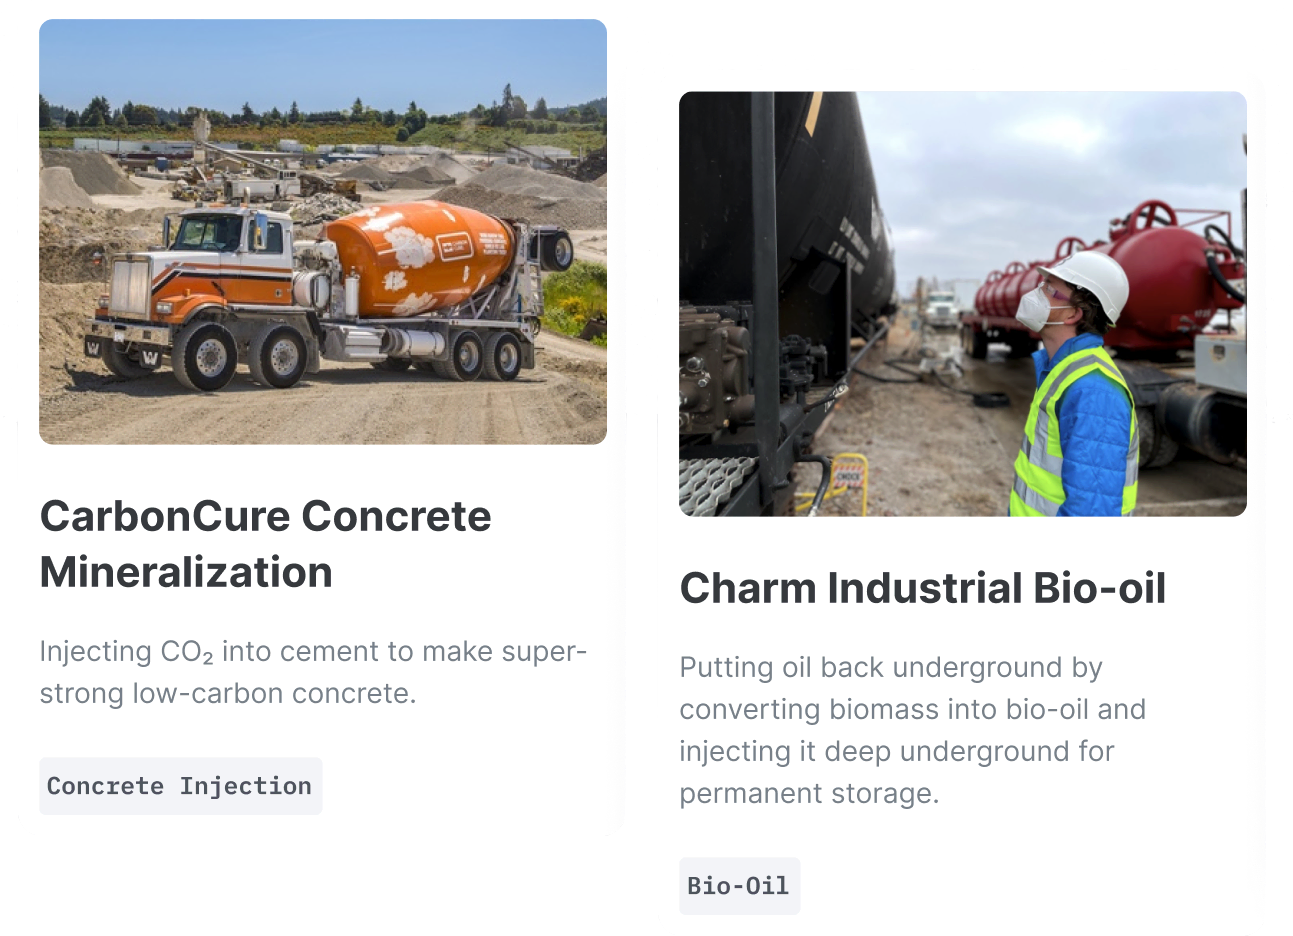 CarbonCure Concrete
Mineralization
Injecting CO₂ into cement to make super-
strong low-carbon concrete.
Concrete Injection
Charm Industrial Bio-oil
Putting oil back underground by
converting biomass into bio-oil and
injecting it deep underground for
permanent storage.
Bio-Oil